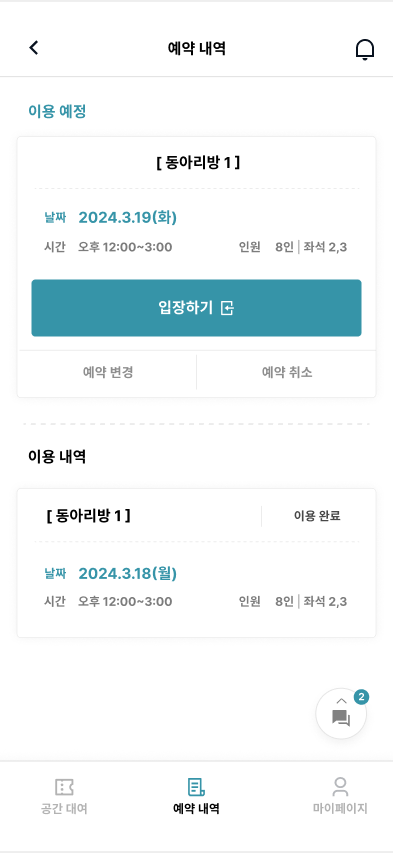 예약 내역
이용 예정
[ 동아리방 1 ]
날짜 2024.3.19(화)
시간 오후 12:00~3:00 인원 8인 | 좌석 2,3
입장하기
예약 변경 예약 취소
이용 내역
[ 동아리방 1 ] 이용 완료
날짜 2024.3.18(월)
시간 오후 12:00~3:00 인원 8인 | 좌석 2,3
2
공간 대여 예약 내역 마이페이지